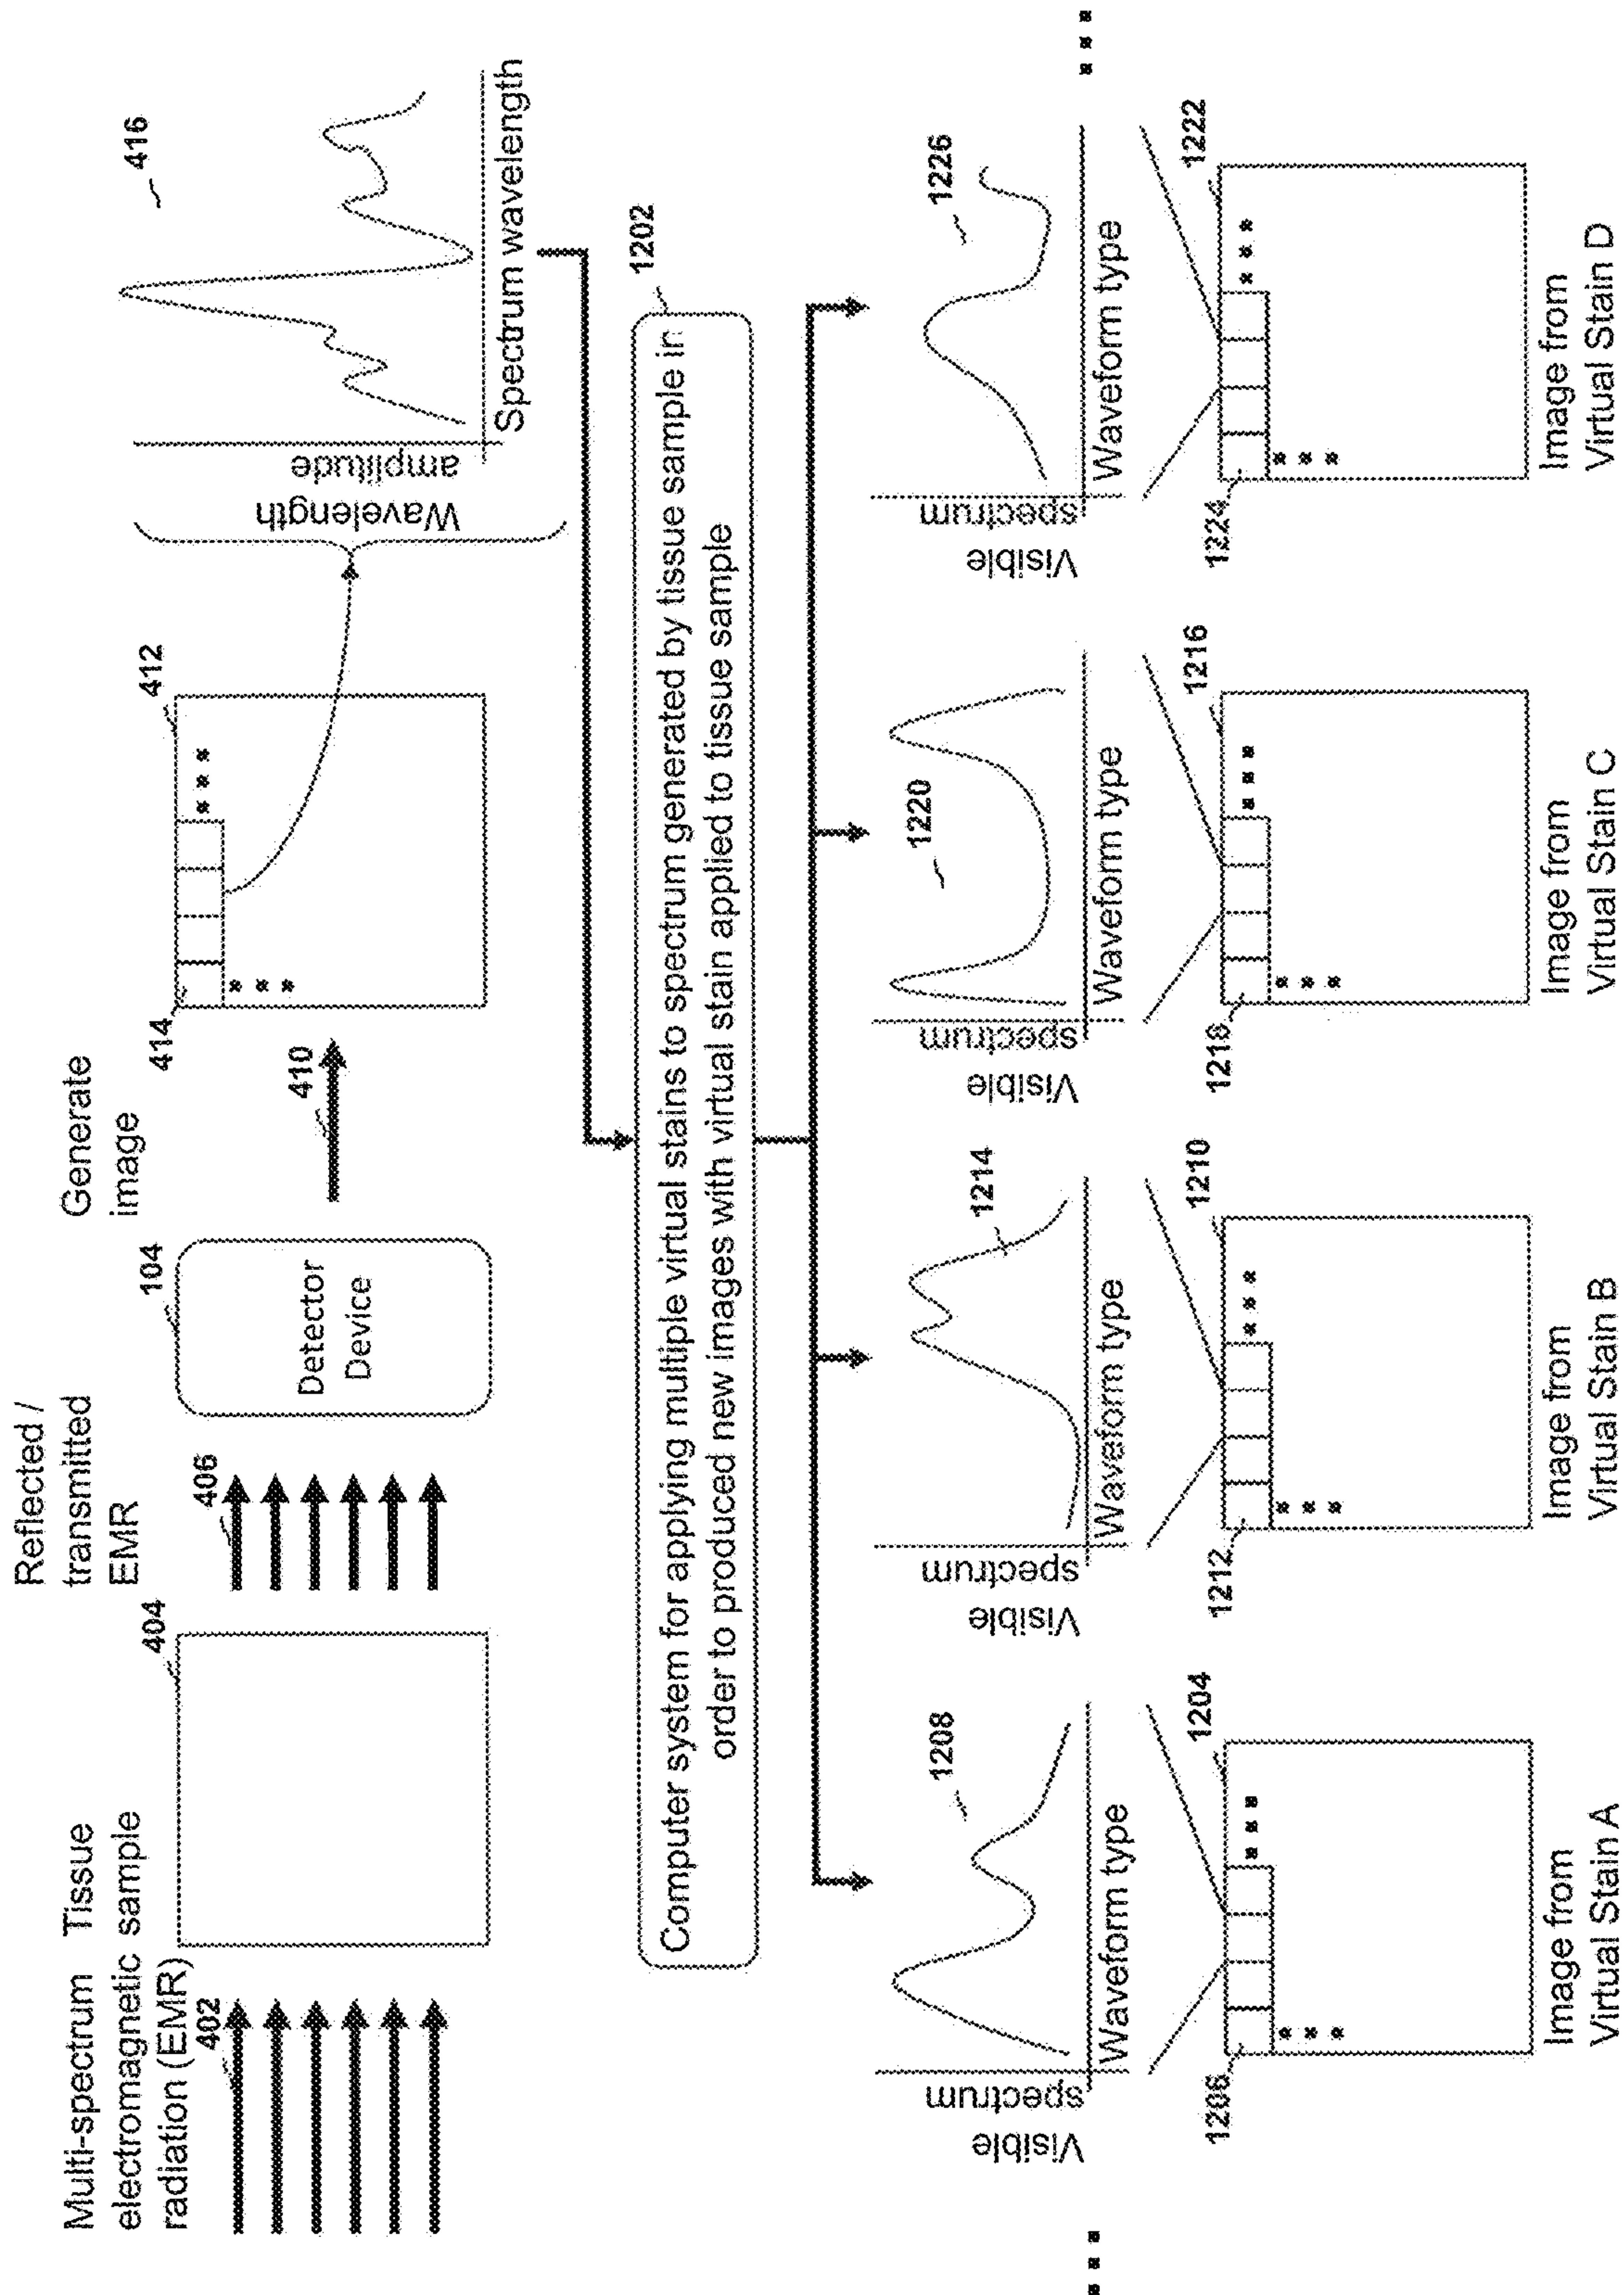 Multi-spectrum
electromagnetic
radiation (EMR)
402
Tissue
sample
404
Reflected /
transmitted
EMR
406
104
Detector
Device
Generate
image
410
414
412
Wavelength
amplitude
416
Spectrum wavelength
1202
Computer system for applying multiple virtual stains to spectrum generated by tissue sample in
order to produced new images with virtual stain applied to tissue sample
Visible
spectrum
1208
Waveform type
1206
1204
Image from
Virtual Stain A
Visible
spectrum
1214
Waveform type
1212
1210
Image from
Virtual Stain B
Visible
spectrum
1220
Waveform type
1218
1216
Image from
Virtual Stain C
Visible
spectrum
1226
Waveform type
1224
1222
Image from
Virtual Stain D